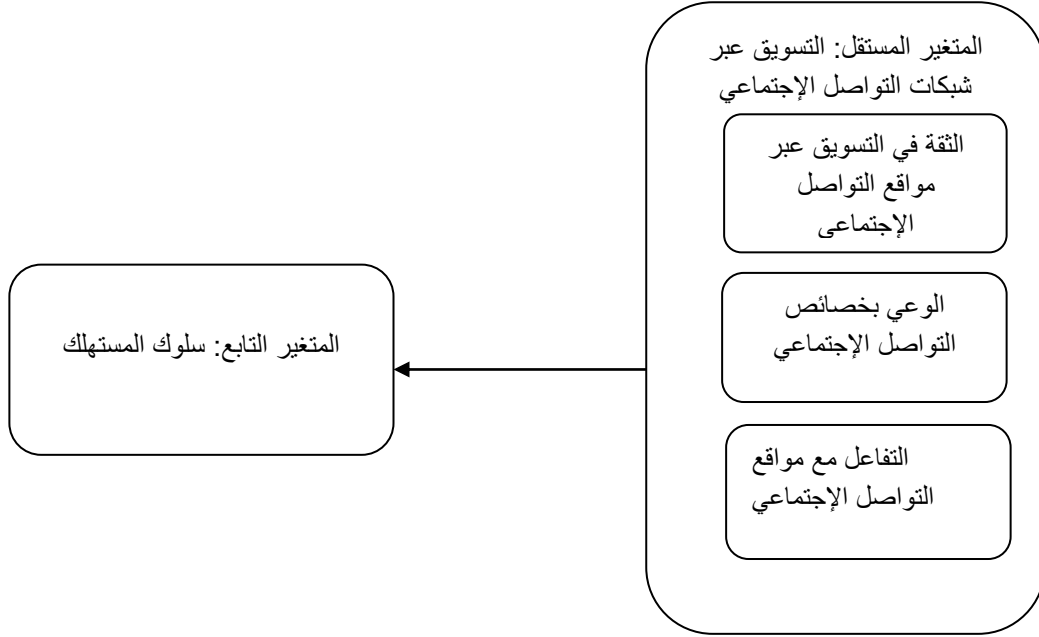 المتغير المستقل: التسويق عبر
شبكات التواصل الإجتماعي
الثقة في التسويق عبر
مواقع التواصل
الإجتماعى
الوعي بخصائص
التواصل الإجتماعي
التفاعل مع مواقع
التواصل الإجتماعي
المتغير التابع: سلوك المستهلك